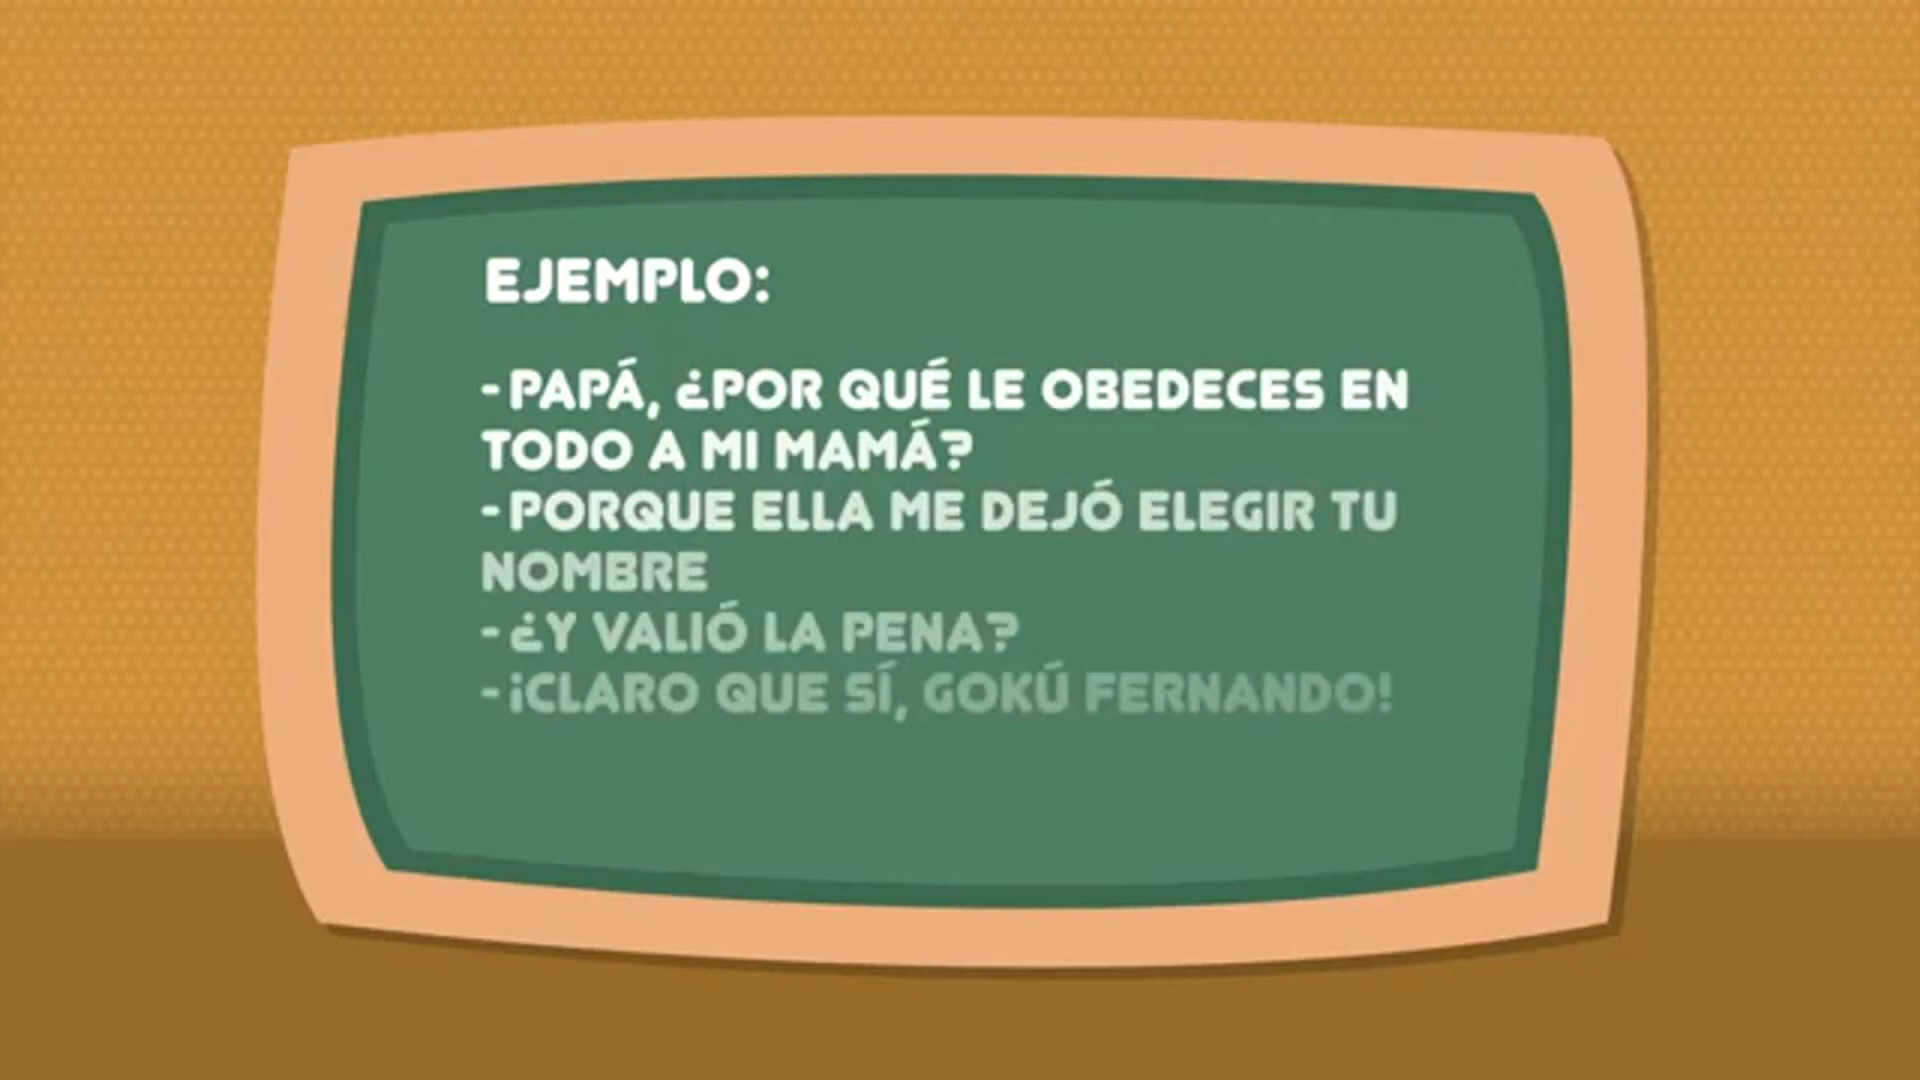 EJEMPLO:
- PAPÁ, ¿POR QUÉ LE OBEDECES EN
TODO A MI MAMÁ?
- PORQUE ELLA ME DEJÓ ELEGIR TU
NOMBRE
- ¿Y VALIÓ LA PENA?
- ¡CLARO QUE SÍ, GOKÚ FERNANDO!